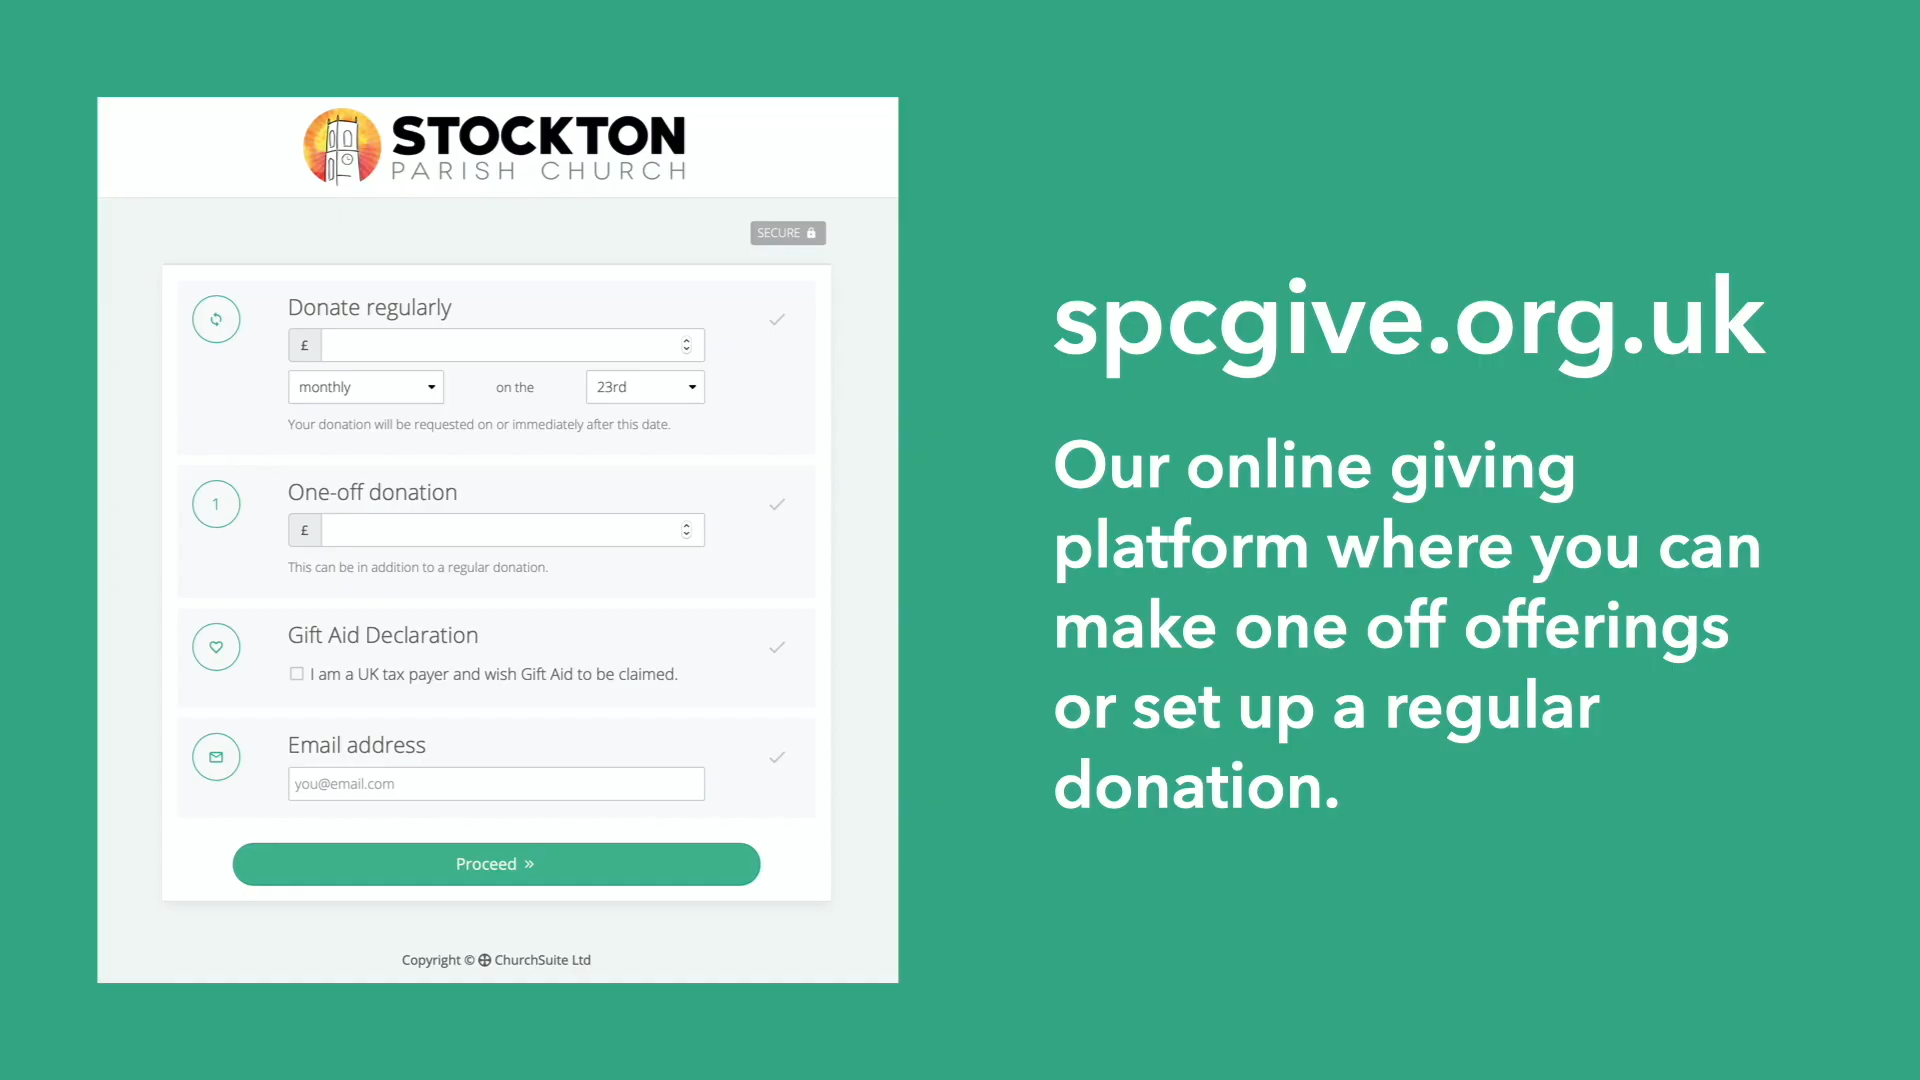 STOCKTON
PARISH CHURCH
SECURE
Donate regularly
£
monthly on the 23rd
Your donation will be requested on or immediately after this date.
1
One-off donation
£
This can be in addition to a regular donation.
Gift Aid Declaration
I am a UK tax payer and wish Gift Aid to be claimed.
Email address
you@email.com
Proceed »
Copyright © ChurchSuite Ltd
spcgive.org.uk
Our online giving
platform where you can
make one off offerings
or set up a regular
donation.